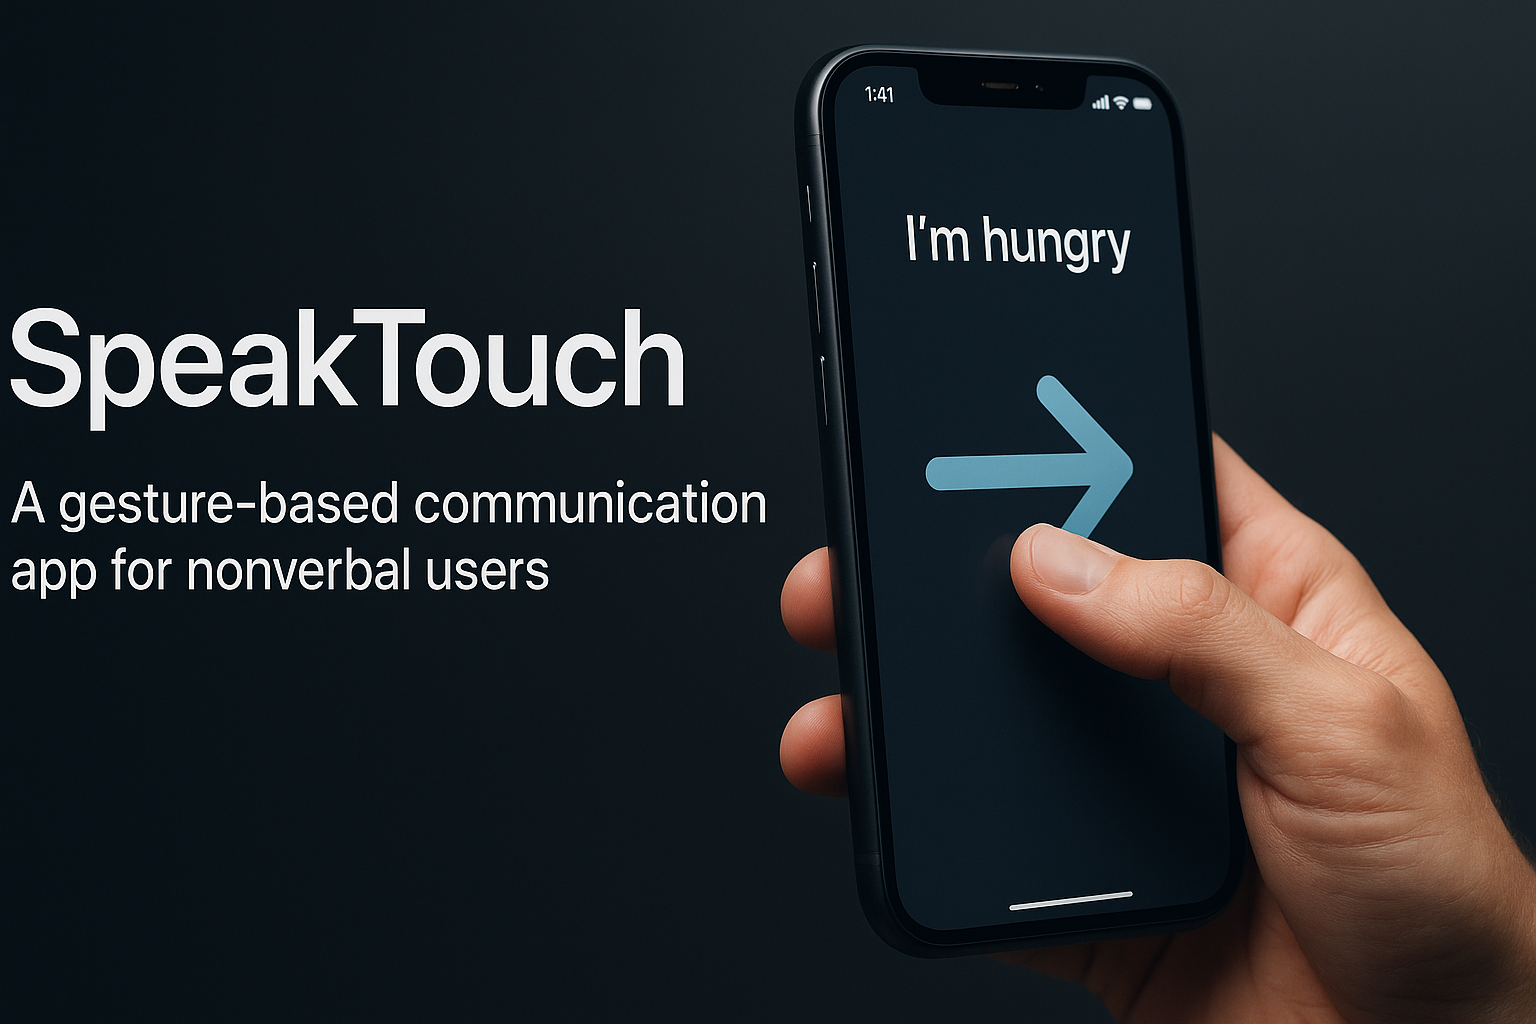 SpeakTouch
A gesture-based communication
app for nonverbal users
1:41
I'm hungry